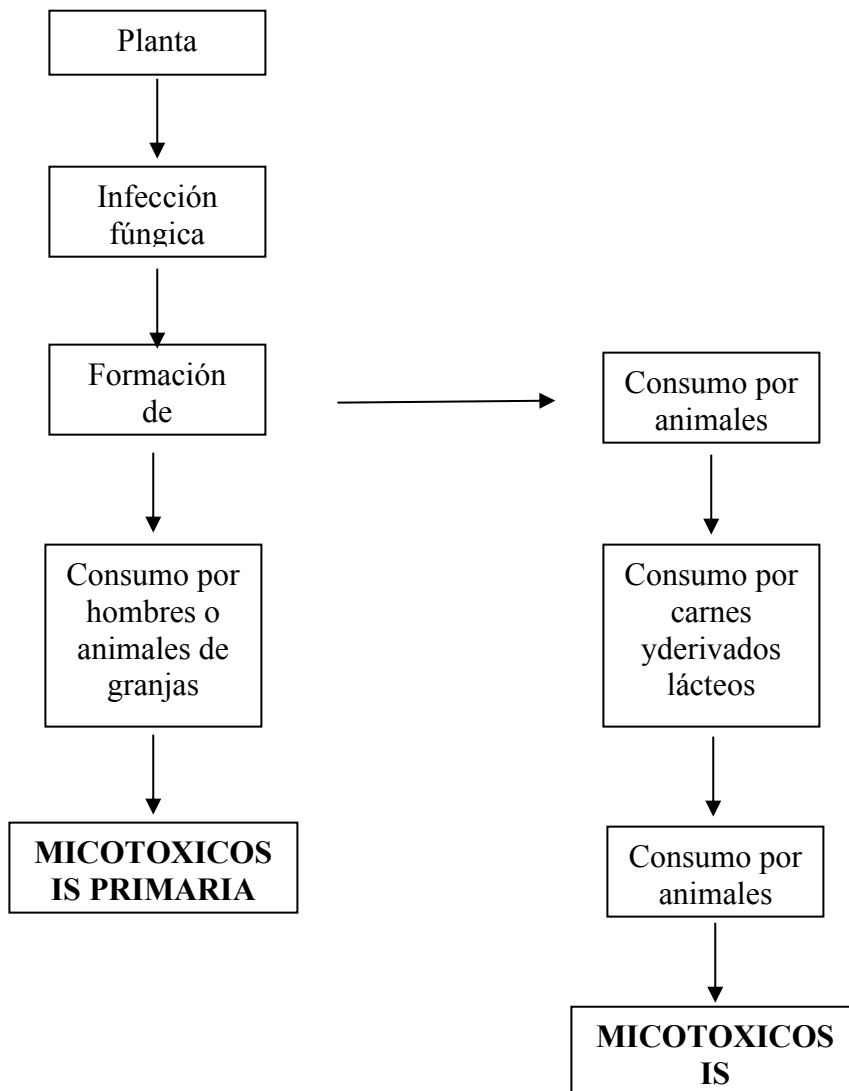 Planta
Infección
fúngica
Formación
de
Consumo por
animales
Consumo por
hombres o
animales de
granjas
Consumo por
carnes
yderivados
lácteos
MICOTOXICOS
IS PRIMARIA
Consumo por
animales
MICOTOXICOS
IS